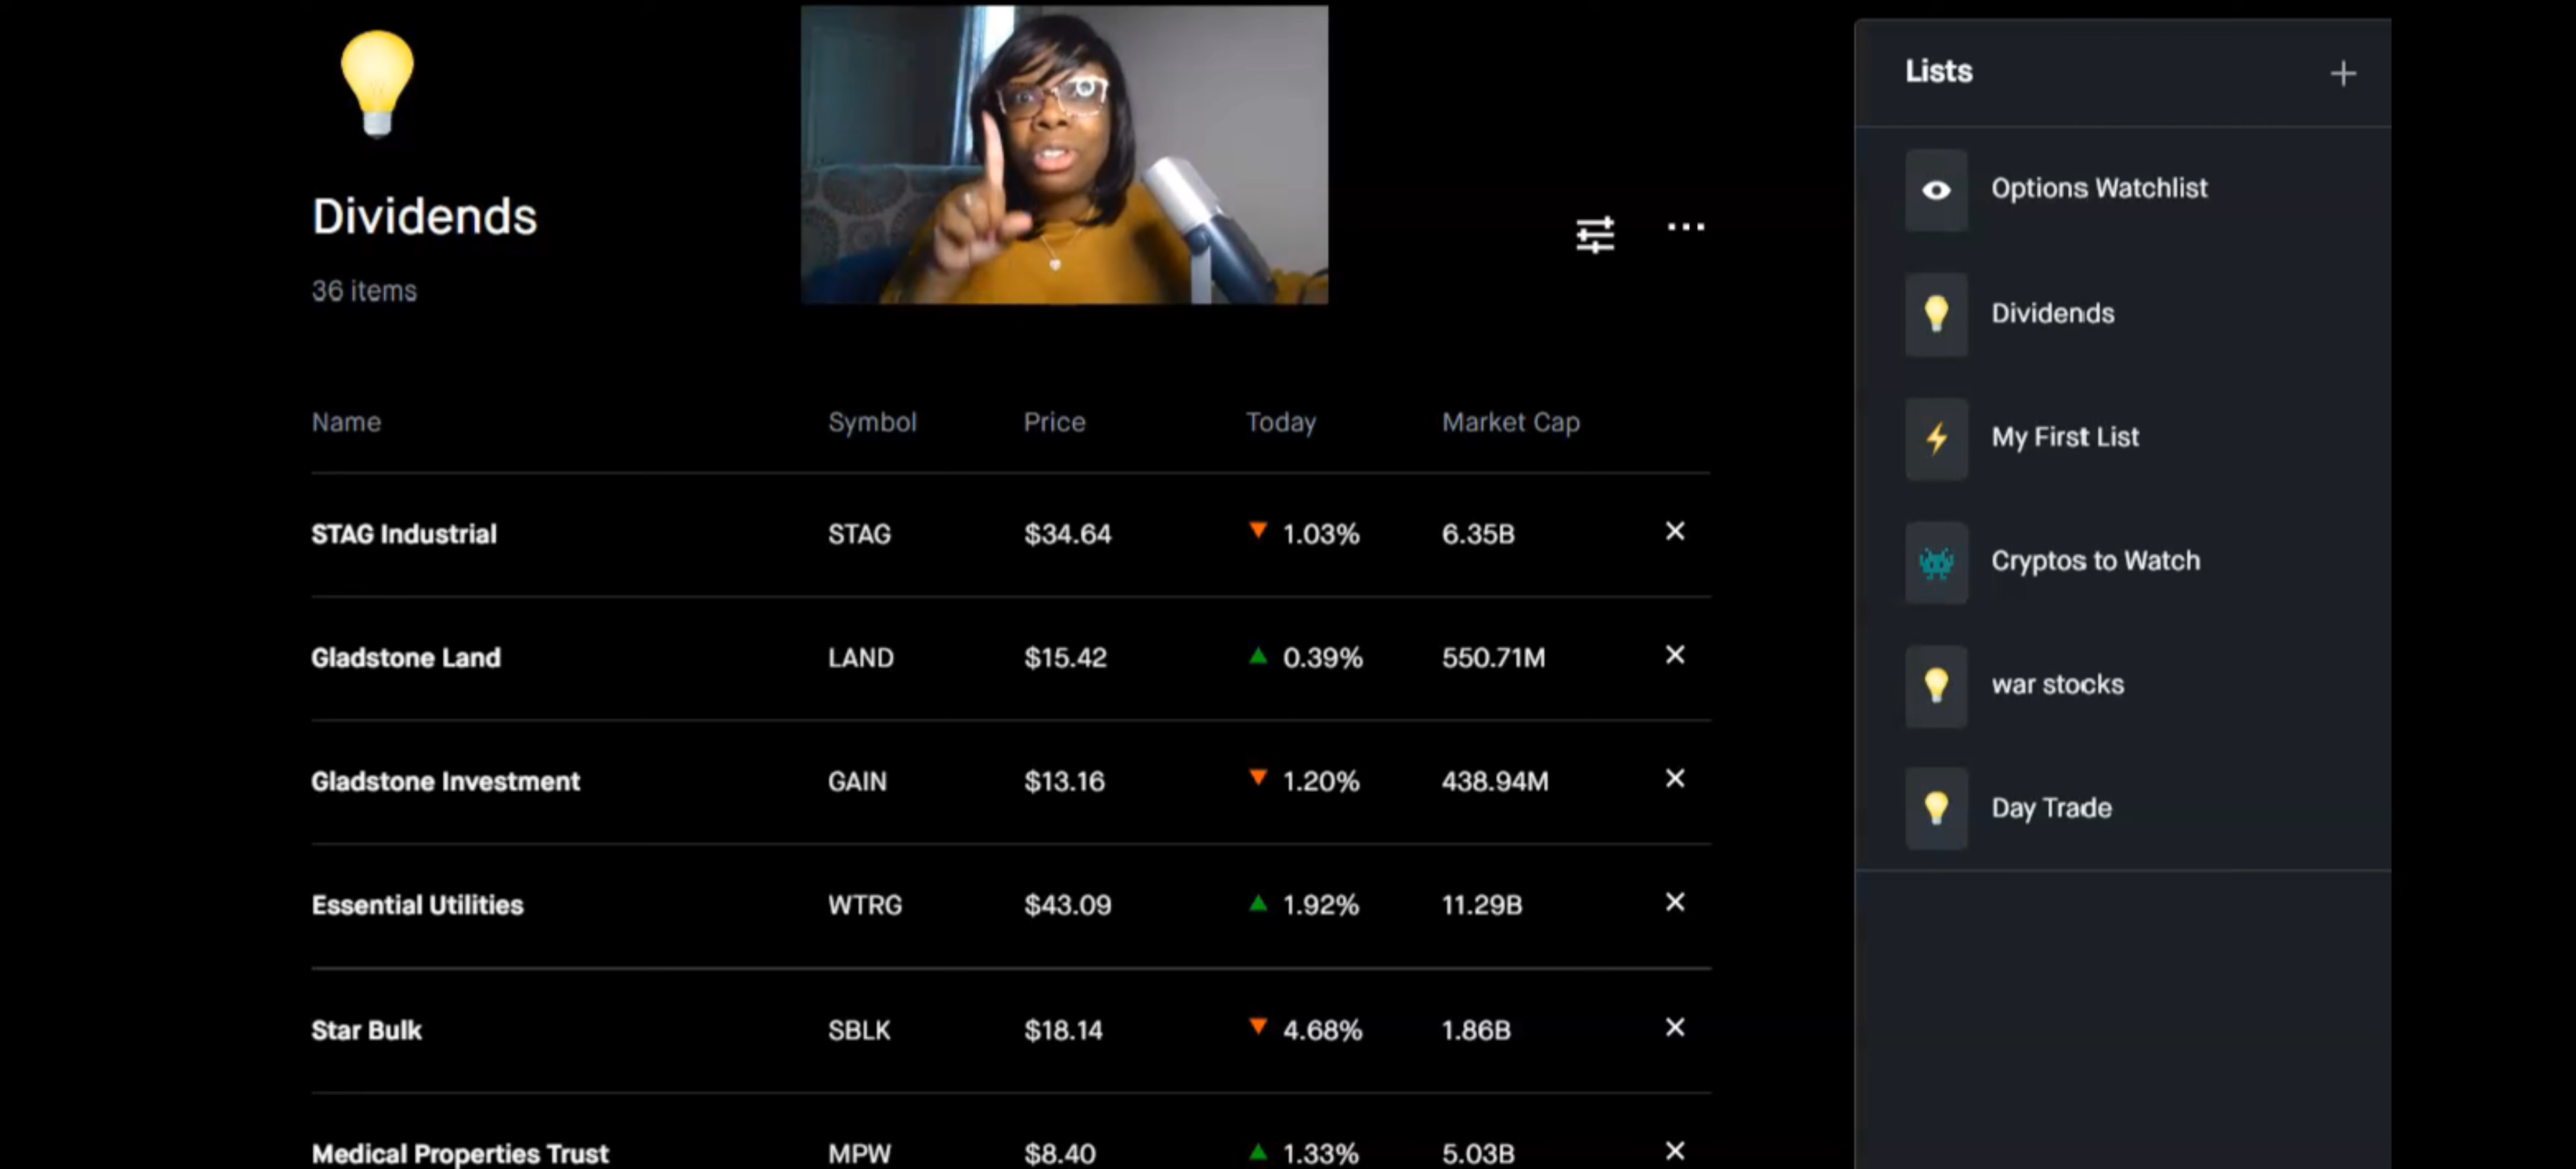 Dividends
36 items
Name Symbol Price Today Market Cap
STAG Industrial STAG $34.64 1.03% 6.35B
Gladstone Land LAND $15.42 0.39% 550.71M
Gladstone Investment GAIN $13.16 1.20% 438.94M
Essential Utilities WTRG $43.09 1.92% 11.29B
Star Bulk SBLK $18.14 4.68% 1.86B
Medical Properties Trust MPW $8.40 1.33% 5.03B
Lists
Options Watchlist
Dividends
My First List
Cryptos to Watch
war stocks
Day Trade